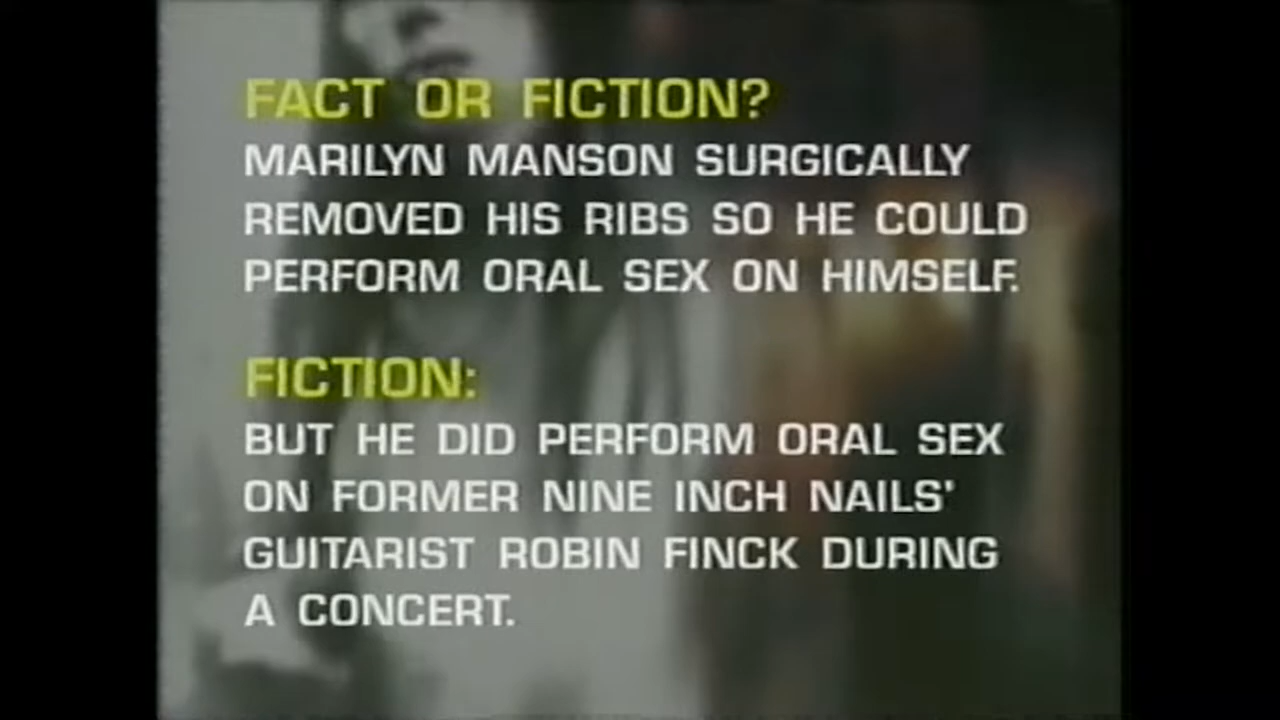 FACT OR FICTION?
MARILYN MANSON SURGICALLY
REMOVED HIS RIBS SO HE COULD
PERFORM ORAL SEX ON HIMSELF.
FICTION:
BUT HE DID PERFORM ORAL SEX
ON FORMER NINE INCH NAILS'
GUITARIST ROBIN FINCK DURING
A CONCERT.